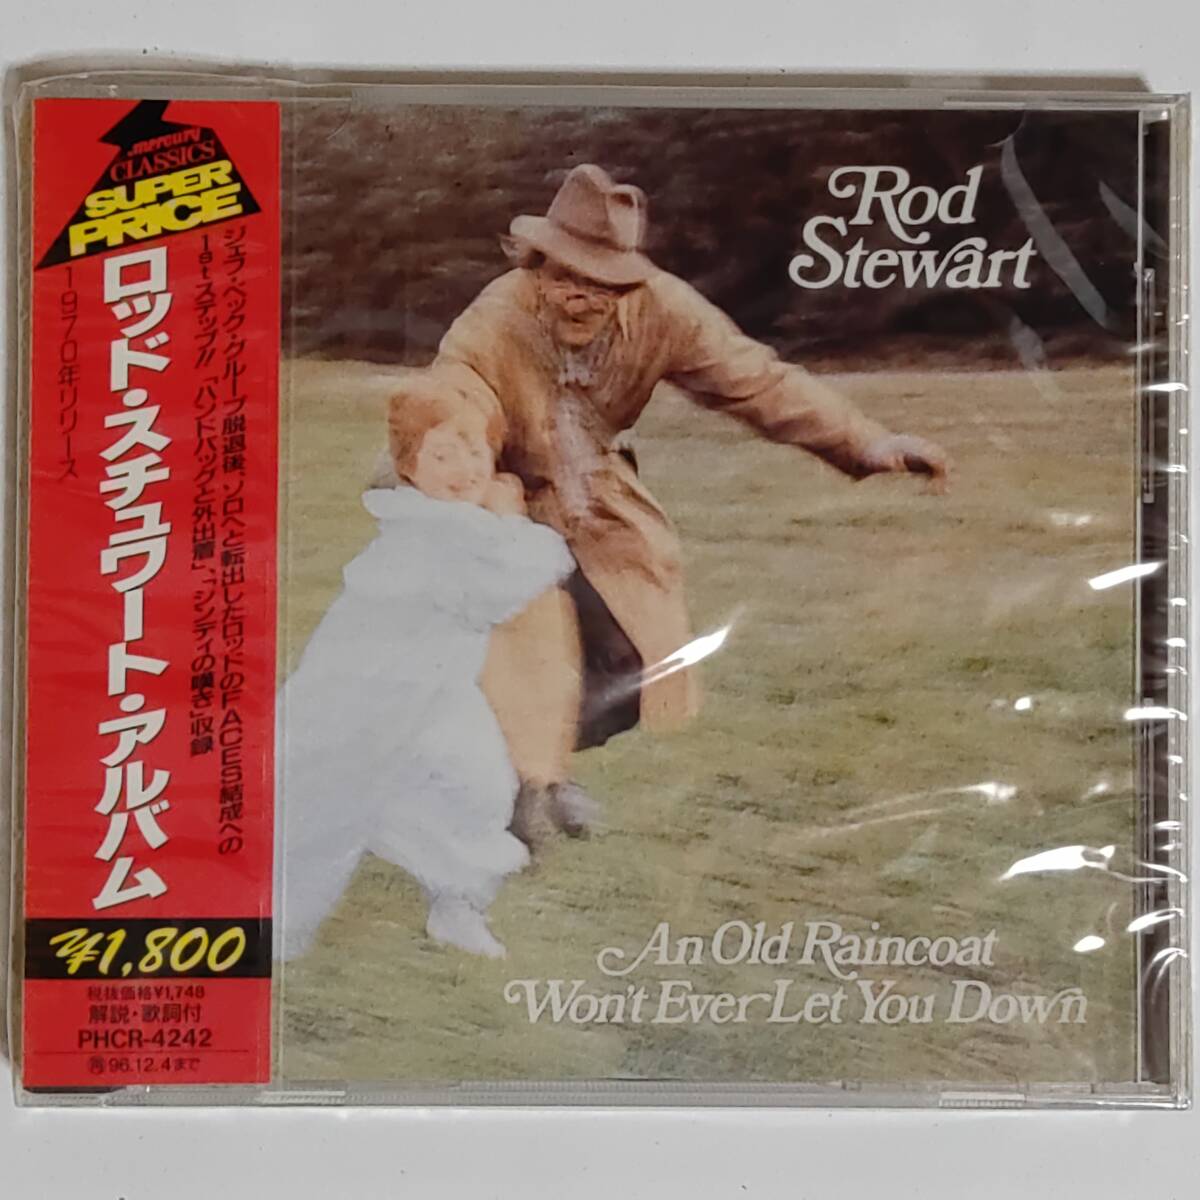 mercury
CLASSICS
SUPER
PRICE
ジェフ・ベック・グループ脱退後、ソロへと転出したロッドのFACES結成への
1stステップ!!「ハンドバッグと外出着」、「シンディの嘆き」収録
ロッド・スチュワート・アルバム
1970年リリース
¥1,800
税抜価格¥1,748
解説・歌詞付
PHCR-4242
再96.12.4まで
Rod
Stewart
An Old Raincoat
Won't Ever Let You Down